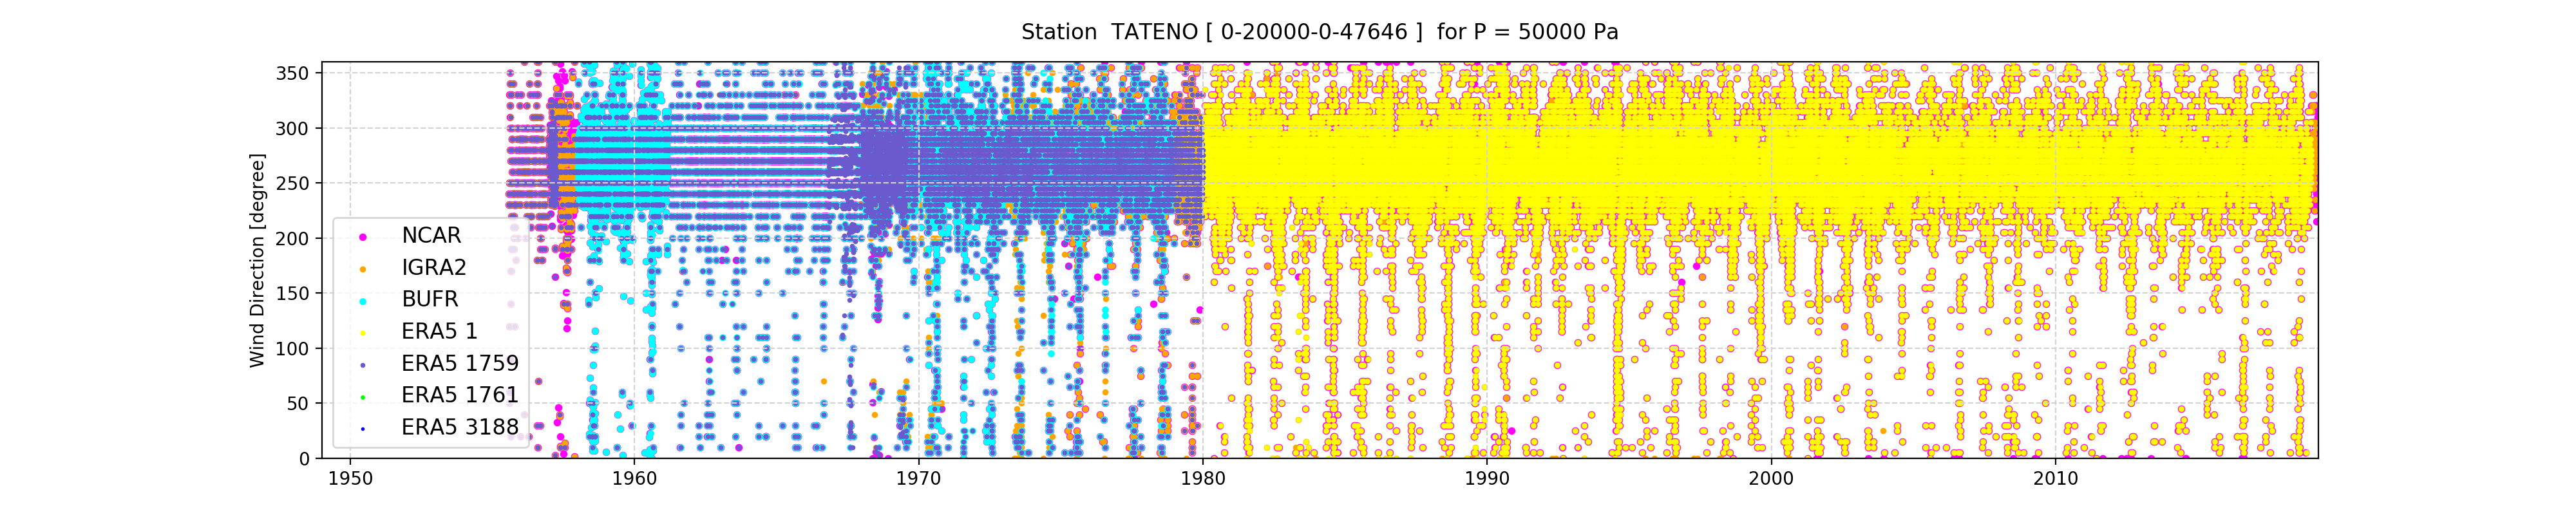 Station  TATENO [ 0-20000-0-47646 ]  for P = 50000 Pa
Wind Direction [degree]
350
300
250
200
150
100
50
0
NCAR
IGRA2
BUFR
ERA5 1
ERA5 1759
ERA5 1761
ERA5 3188
1950 1960 1970 1980 1990 2000 2010